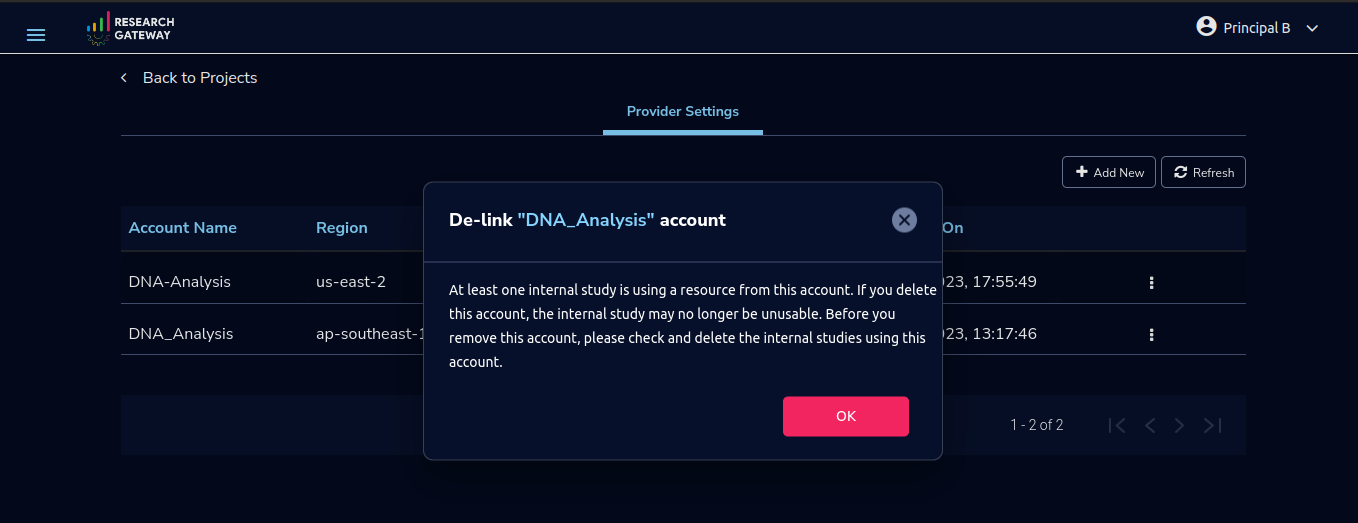 RESEARCH
GATEWAY
Principal B
Back to Projects
Provider Settings
Add New
Refresh
De-link "DNA_Analysis" account
Account Name Region On
At least one internal study is using a resource from this account. If you delete
this account, the internal study may no longer be unusable. Before you
remove this account, please check and delete the internal studies using this
account.
DNA-Analysis us-east-2 23, 17:55:49
DNA_Analysis ap-southeast-1 23, 13:17:46
OK
1 - 2 of 2